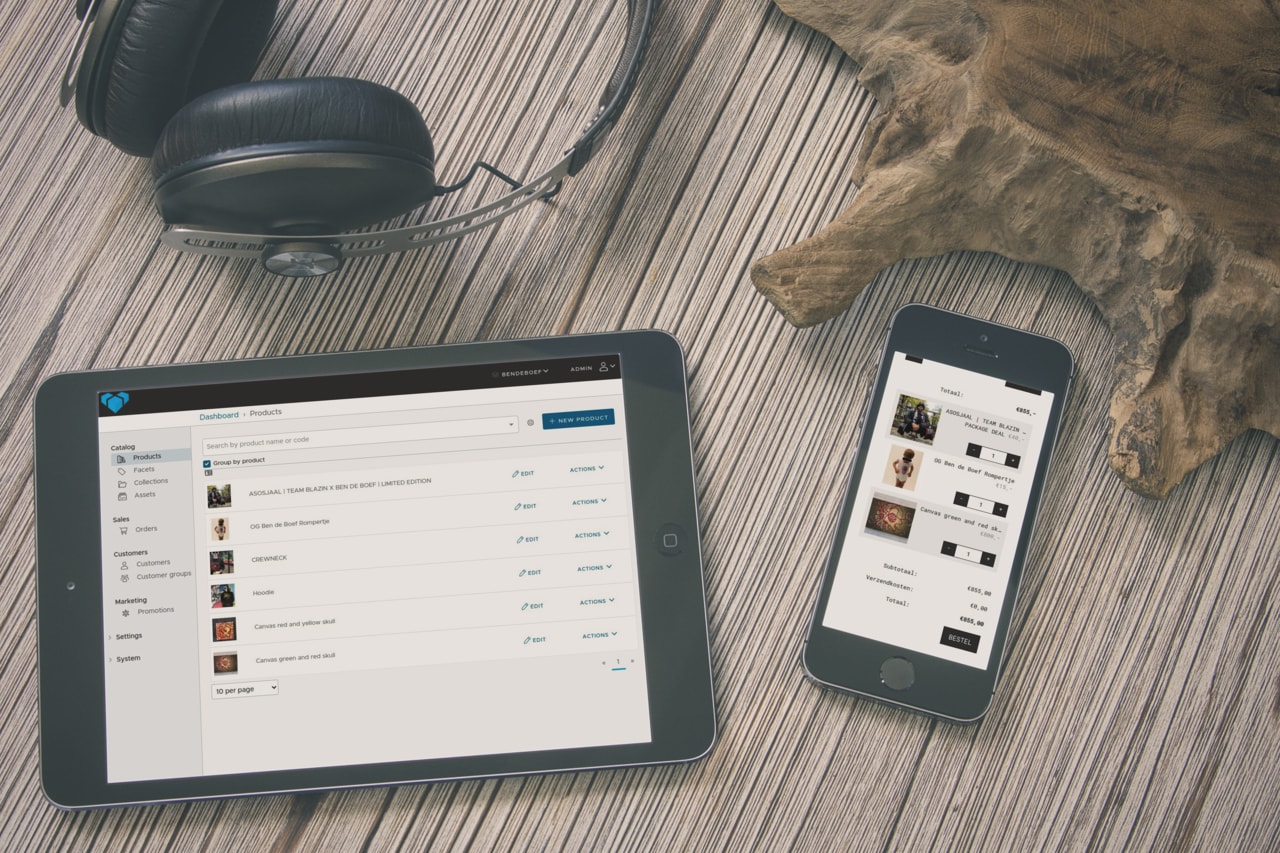 BENDEBOEF
ADMIN
Dashboard › Products
Catalog
Products
Facets
Collections
Assets
Sales
Orders
Customers
Customers
Customer groups
Marketing
Promotions
Settings
System
Search by product name or code
+ NEW PRODUCT
Group by product
ASOSJAAL | TEAM BLAZIN X BEN DE BOEF | LIMITED EDITION
EDIT
ACTIONS
OG Ben de Boef Rompertje
EDIT
ACTIONS
CREWNECK
EDIT
ACTIONS
Hoodie
EDIT
ACTIONS
Canvas red and yellow skull
EDIT
ACTIONS
Canvas green and red skull
EDIT
ACTIONS
« 1 »
10 per page
Totaal:
€855,-
ASOSJAAL | TEAM BLAZIN -
PACKAGE DEAL
- 1 +
OG Ben de Boef Rompertje
- 1 +
Canvas green and red sk…
- 1 +
Subtotaal:
€855,00
Verzendkosten:
€0,00
Totaal:
€855,00
BESTEL